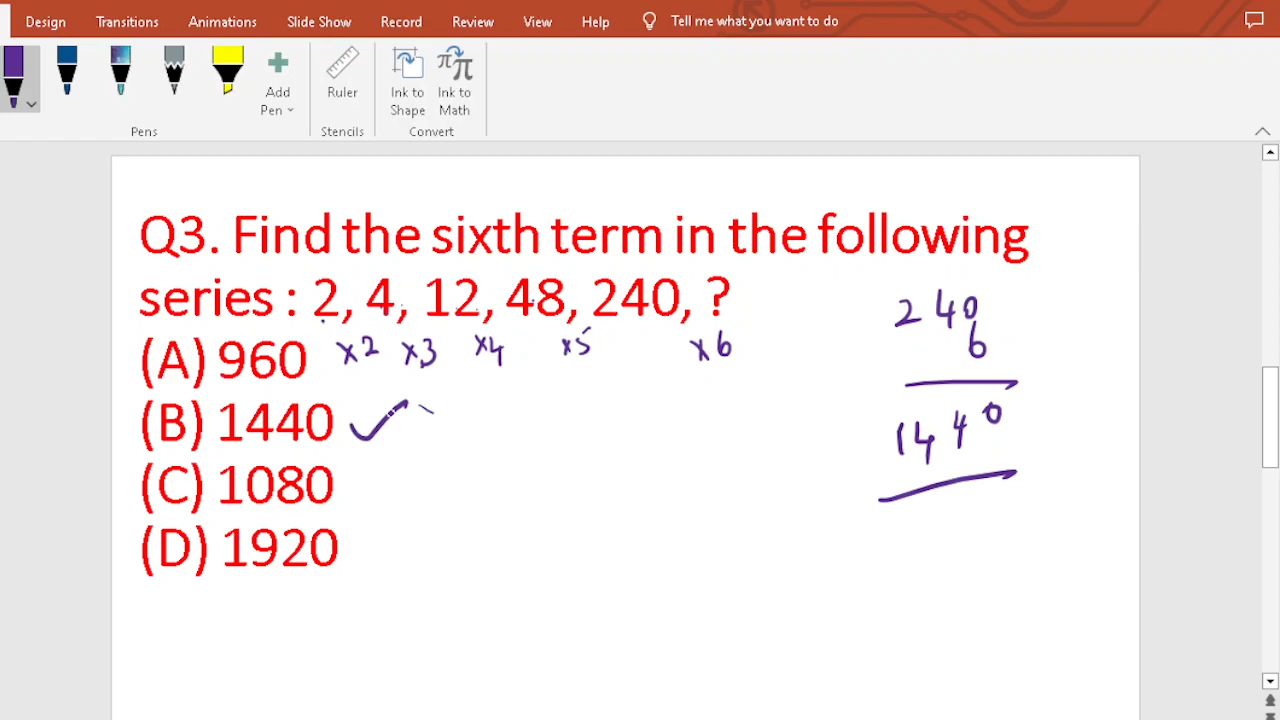 Design Transitions Animations Slide Show Record Review View Help Tell me what you want to do
Add Pen
Ruler
Ink to Shape
Ink to Math
Pens
Stencils
Convert
Q3. Find the sixth term in the following
series : 2, 4, 12, 48, 240, ?
(A) 960
x2 x3 x4 x5 x6
(B) 1440
(C) 1080
(D) 1920
240
6
1440